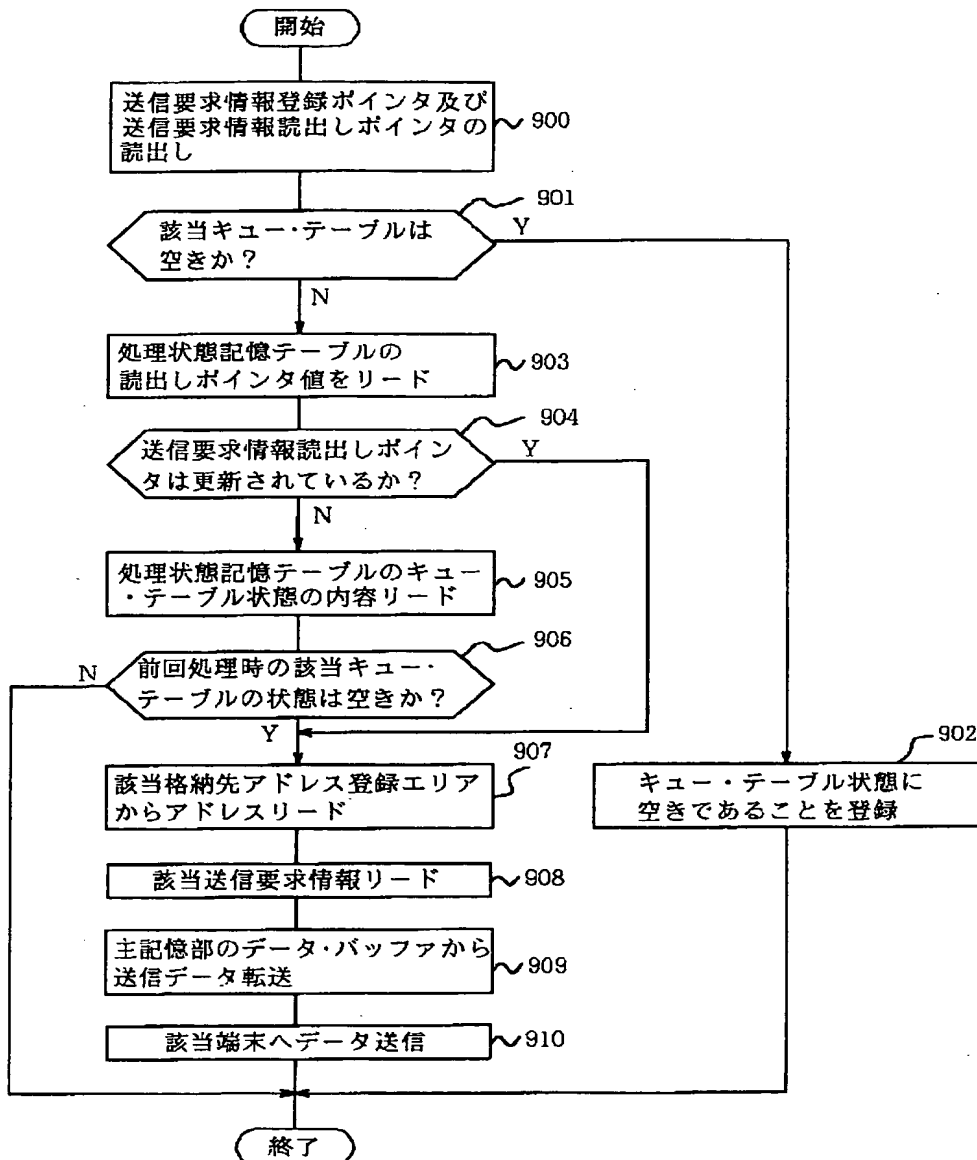 開始
送信要求情報登録ポインタ及び
送信要求情報読出しポインタの
読出し
900
901
該当キュー・テーブルは
空きか？
Y
N
処理状態記憶テーブルの
読出しポインタ値をリード
903
904
送信要求情報読出しポイン
タは更新されているか？
Y
N
処理状態記憶テーブルのキュー
・テーブル状態の内容リード
905
906
前回処理時の該当キュー・
テーブルの状態は空きか？
N
Y
907
該当格納先アドレス登録エリア
からアドレスリード
902
キュー・テーブル状態に
空きであることを登録
該当送信要求情報リード
908
主記憶部のデータ・バッファから
送信データ転送
909
該当端末へデータ送信
910
終了